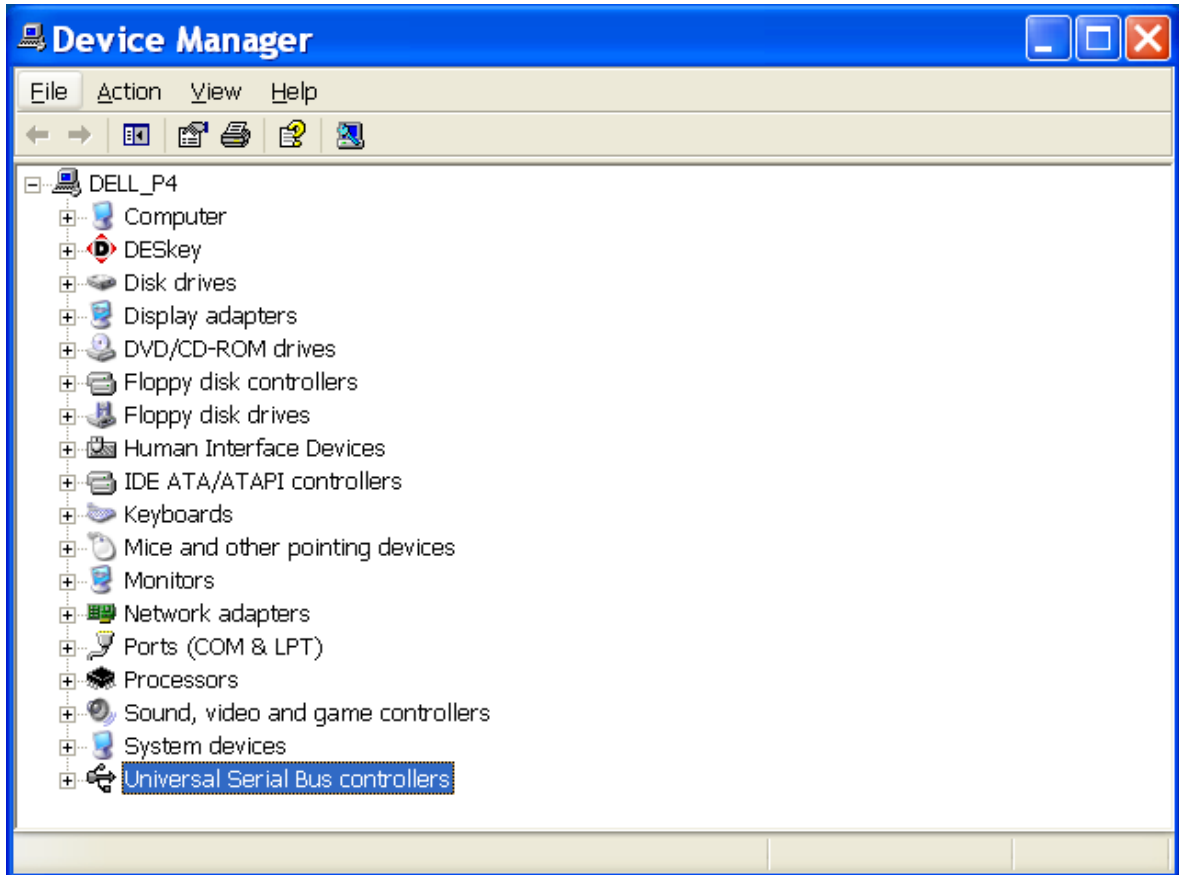 Device Manager
File Action View Help
DELL_P4
Computer
DESkey
Disk drives
Display adapters
DVD/CD-ROM drives
Floppy disk controllers
Floppy disk drives
Human Interface Devices
IDE ATA/ATAPI controllers
Keyboards
Mice and other pointing devices
Monitors
Network adapters
Ports (COM & LPT)
Processors
Sound, video and game controllers
System devices
Universal Serial Bus controllers